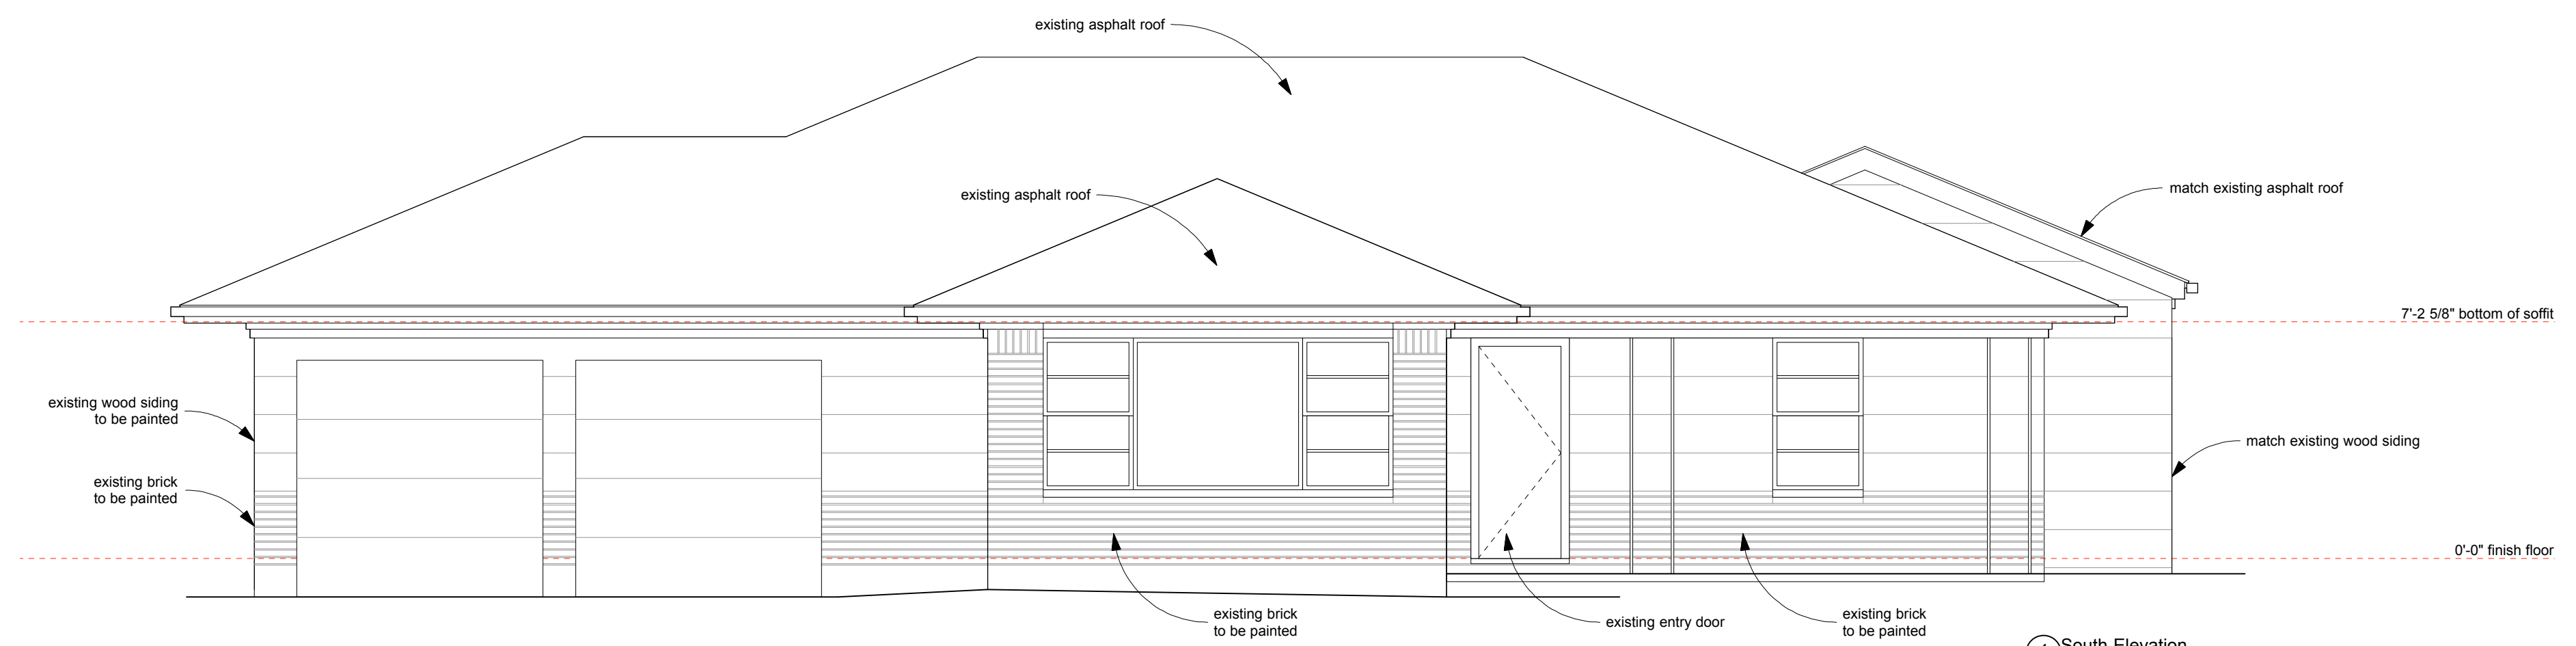 existing asphalt roof
existing asphalt roof
match existing asphalt roof
7'-2 5/8" bottom of soffit
existing wood siding
to be painted
match existing wood siding
existing brick
to be painted
0'-0" finish floor
existing brick
to be painted
existing entry door
existing brick
to be painted
South Elevation